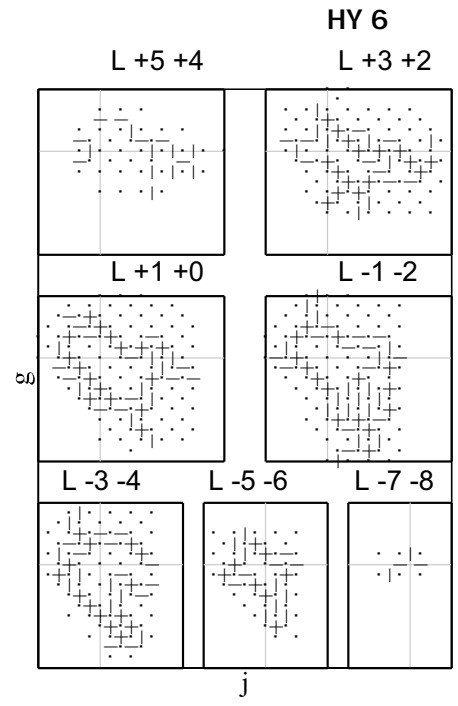 HY 6
L +5 +4
L +3 +2
L +1 +0
L -1 -2
g
L -3 -4
L -5 -6
L -7 -8
j